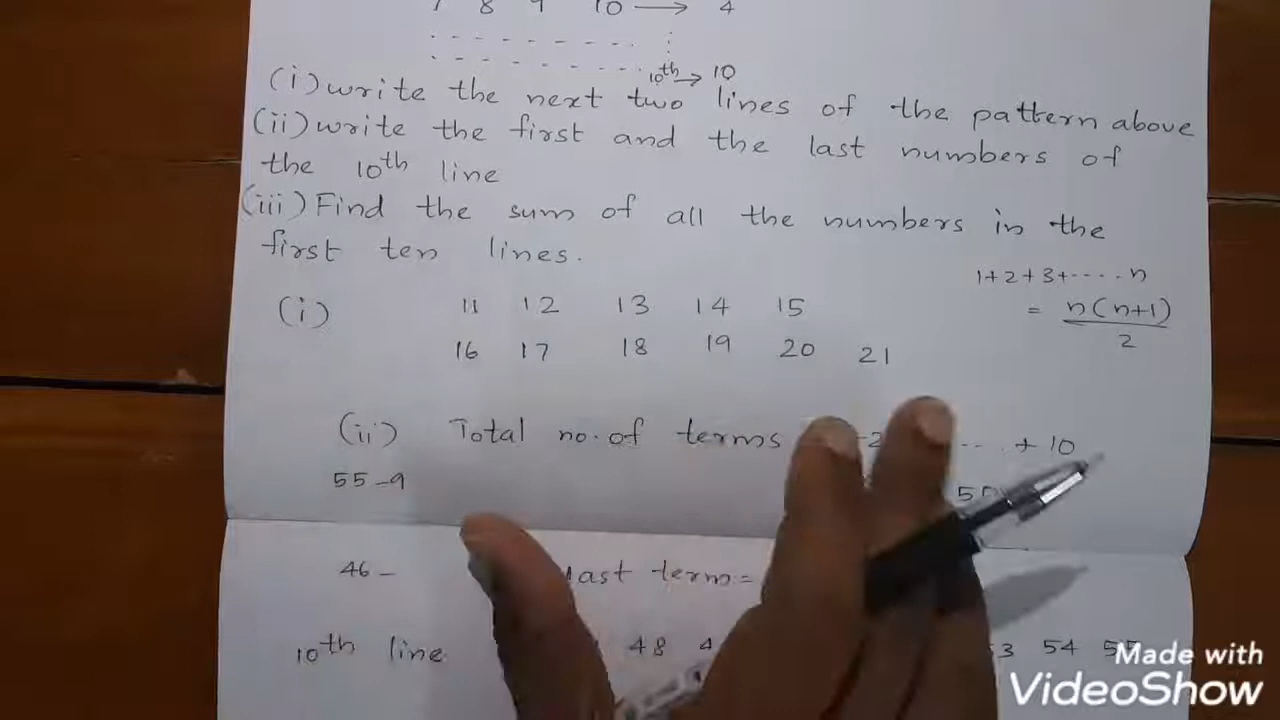 8 9 10 → 4
10th → 10
(i) write the next two lines of the pattern above
(ii) write the first and the last numbers of
the 10th line
(iii) Find the sum of all the numbers in the
first ten lines.
1+2+3+----n
= n(n+1)
2
(i) 11 12 13 14 15
16 17 18 19 20 21
(ii) Total no. of terms 2 ---- + 10
55-9
46 - last term =
10th line 48 3 54 55
Made with
VideoShow